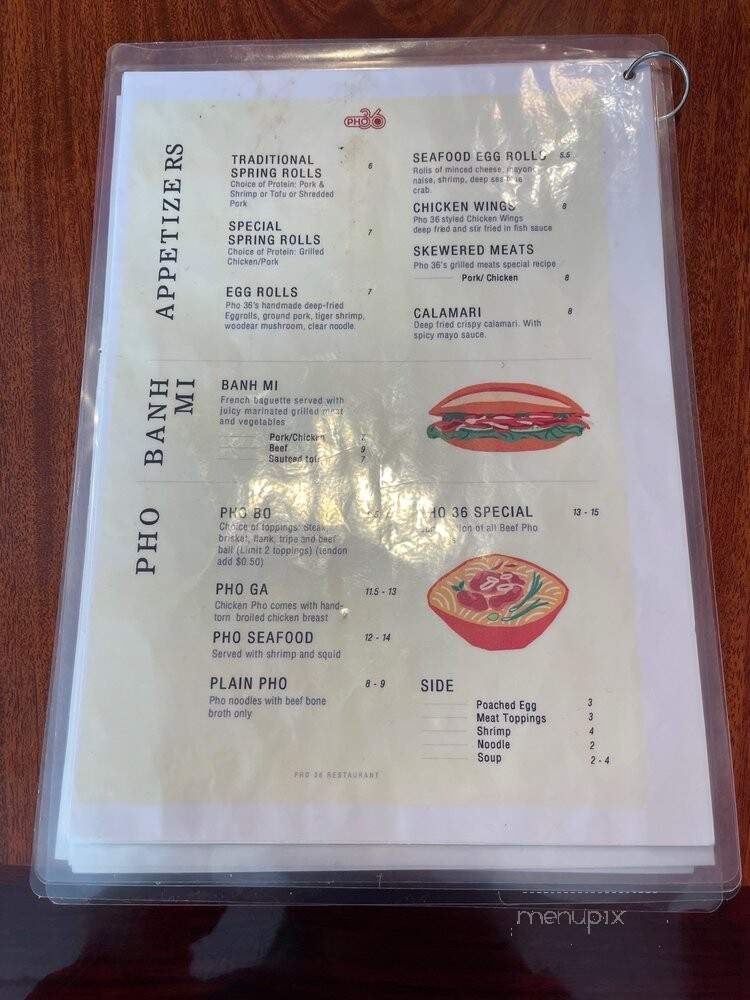 PHO 36
APPETIZERS
TRADITIONAL
SPRING ROLLS 6
Choice of Protein: Pork &
Shrimp or Tofu or Shredded
Pork
SPECIAL
SPRING ROLLS 7
Choice of Protein: Grilled
Chicken/Pork
EGG ROLLS 7
Pho 36's handmade deep-fried
Eggrolls, ground pork, tiger shrimp,
woodear mushroom, clear noodle.
SEAFOOD EGG ROLLS 5.5
Rolls of minced cheese, mayon-
naise, shrimp, deep sea blue
crab.
CHICKEN WINGS 8
Pho 36 styled Chicken Wings
deep fried and stir fried in fish sauce
SKEWERED MEATS
Pho 36's grilled meats special recipe
Pork/ Chicken 8
CALAMARI 8
Deep fried crispy calamari. With
spicy mayo sauce.
BANH
MI
BANH MI
French baguette served with
juicy marinated grilled meat
and vegetables
Pork/Chicken
Beef 9
Sauteed tofu 7
PHO
PHO BO
Choice of toppings: Steak,
brisket, flank, tripe and beef
ball (Limit 2 toppings) (tendon
add $0.50)
PHO GA 11.5 - 13
Chicken Pho comes with hand-
torn broiled chicken breast
PHO SEAFOOD 12 - 14
Served with shrimp and squid
PLAIN PHO 8 - 9
Pho noodles with beef bone
broth only
PHO 36 SPECIAL 13 - 15
of all Beef Pho
SIDE
Poached Egg 3
Meat Toppings 3
Shrimp 4
Noodle 2
Soup 2 - 4
PHO 36 RESTAURANT
menupix